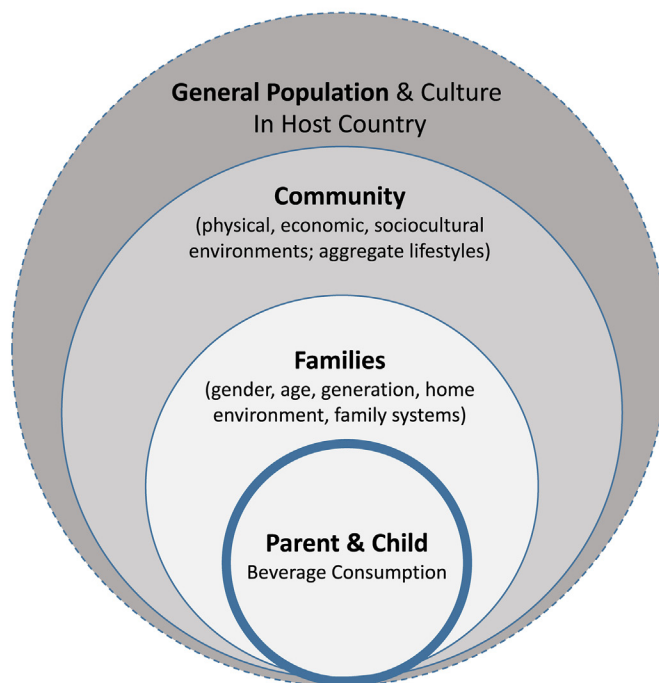 General Population & Culture
In Host Country
Community
(physical, economic, sociocultural
environments; aggregate lifestyles)
Families
(gender, age, generation, home
environment, family systems)
Parent & Child
Beverage Consumption